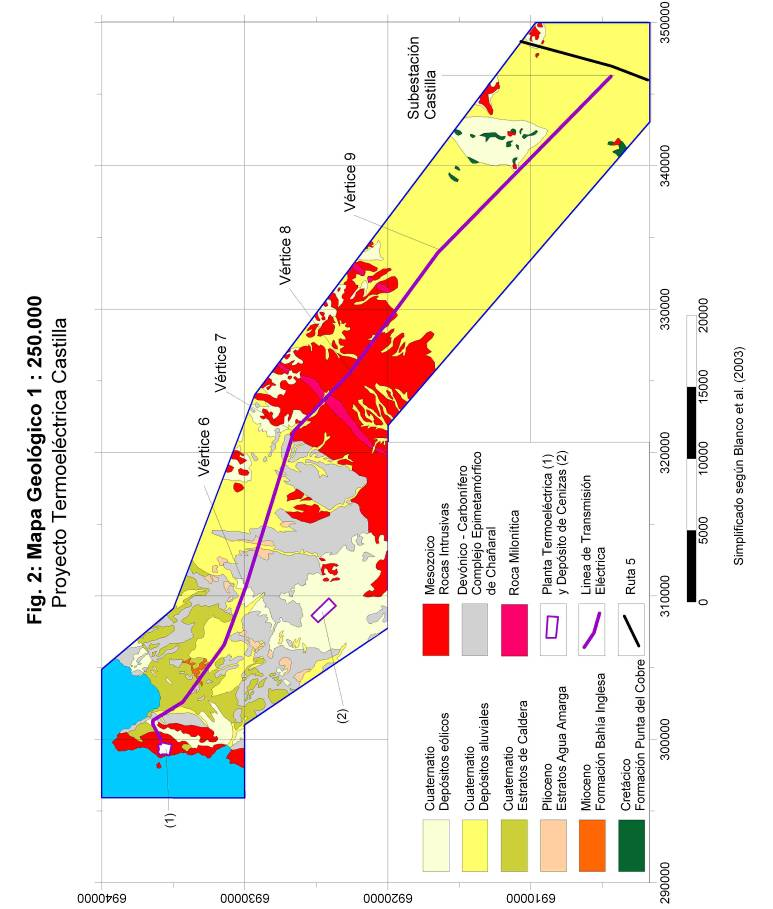 Fig. 2: Mapa Geológico 1 : 250.000
Proyecto Termoeléctrica Castilla
Vértice 6
Vértice 7
Vértice 8
Vértice 9
Subestación
Castilla
(1)
(2)
6940000
6930000
6920000
6910000
290000
300000
310000
320000
330000
340000
350000
Cuaternatio
Depósitos eólicos
Cuaternatio
Depósitos aluviales
Cuaternatio
Estratos de Caldera
Plioceno
Estratos Agua Amarga
Mioceno
Formación Bahía Inglesa
Cretácico
Formación Punta del Cobre
Mesozoico
Rocas Intrusivas
Devónico - Carbonífero
Complejo Epimetamórfico
de Chañaral
Roca Milonítica
Planta Termoeléctrica (1)
y Depósito de Cenizas (2)
Línea de Transmisión
Eléctrica
Ruta 5
0
5000
10000
15000
20000
Simplificado según Blanco et al. (2003)